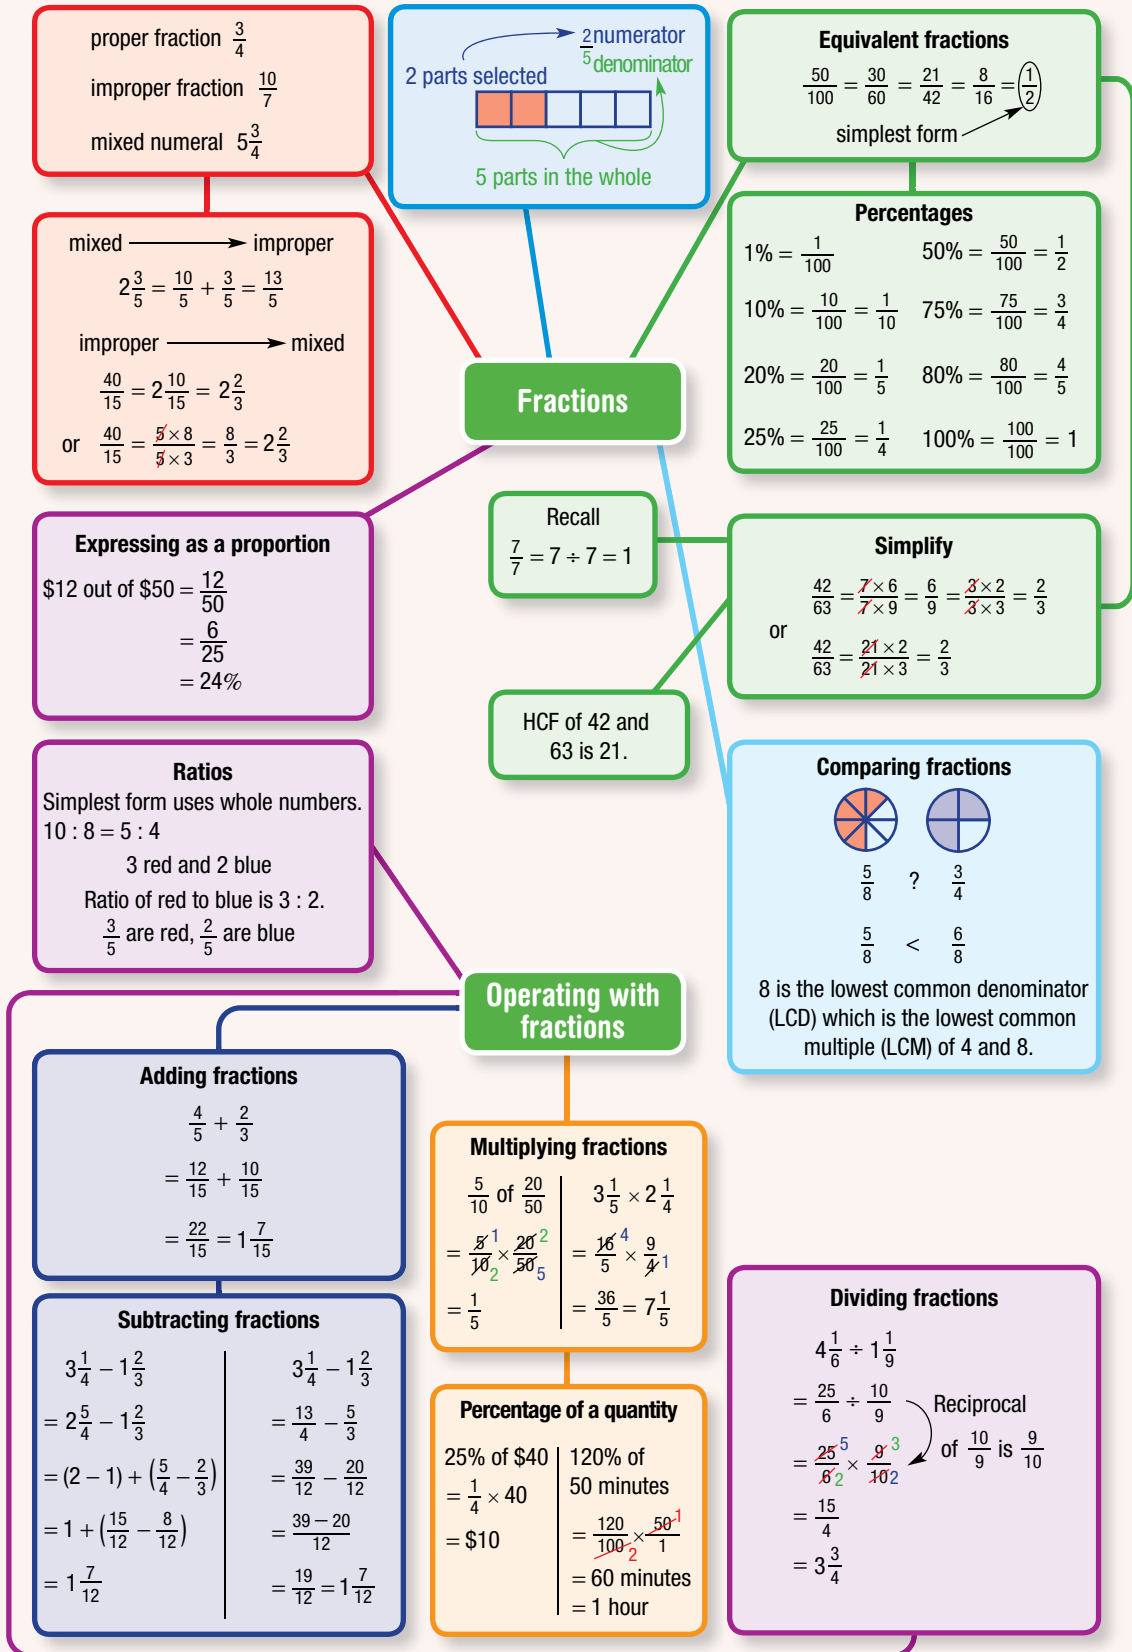 proper fraction 3/4
improper fraction 10/7
mixed numeral 5 3/4
2 numerator
5 denominator
2 parts selected
5 parts in the whole
Equivalent fractions
50/100 = 30/60 = 21/42 = 8/16 = 1/2
simplest form
mixed → improper
2 3/5 = 10/5 + 3/5 = 13/5
improper → mixed
40/15 = 2 10/15 = 2 2/3
or 40/15 = (5 × 8)/(5 × 3) = 8/3 = 2 2/3
Percentages
1% = 1/100
50% = 50/100 = 1/2
10% = 10/100 = 1/10
75% = 75/100 = 3/4
20% = 20/100 = 1/5
80% = 80/100 = 4/5
25% = 25/100 = 1/4
100% = 100/100 = 1
Fractions
Expressing as a proportion
$12 out of $50 = 12/50
= 6/25
= 24%
Recall
7/7 = 7 ÷ 7 = 1
Simplify
42/63 = (7 × 6)/(7 × 9) = 6/9 = (3 × 2)/(3 × 3) = 2/3
or
42/63 = (21 × 2)/(21 × 3) = 2/3
HCF of 42 and
63 is 21.
Ratios
Simplest form uses whole numbers.
10 : 8 = 5 : 4
3 red and 2 blue
Ratio of red to blue is 3 : 2.
3/5 are red, 2/5 are blue
Comparing fractions
5/8 ? 3/4
5/8 < 6/8
8 is the lowest common denominator
(LCD) which is the lowest common
multiple (LCM) of 4 and 8.
Operating with
fractions
Adding fractions
4/5 + 2/3
= 12/15 + 10/15
= 22/15 = 1 7/15
Subtracting fractions
3 1/4 − 1 2/3
= 2 5/4 − 1 2/3
= (2 − 1) + (5/4 − 2/3)
= 1 + (15/12 − 8/12)
= 1 7/12
3 1/4 − 1 2/3
= 13/4 − 5/3
= 39/12 − 20/12
= (39 − 20)/12
= 19/12 = 1 7/12
Multiplying fractions
5/10 of 20/50
= 5 1/10 2 × 20 2/50 5
= 1/5
3 1/5 × 2 1/4
= 16 4/5 × 9/4 1
= 36/5 = 7 1/5
Percentage of a quantity
25% of $40
= 1/4 × 40
= $10
120% of
50 minutes
= 120/100 2 × 50 1/1
= 60 minutes
= 1 hour
Dividing fractions
4 1/6 ÷ 1 1/9
= 25/6 ÷ 10/9
Reciprocal
of 10/9 is 9/10
= 25 5/6 2 × 9 3/10 2
= 15/4
= 3 3/4